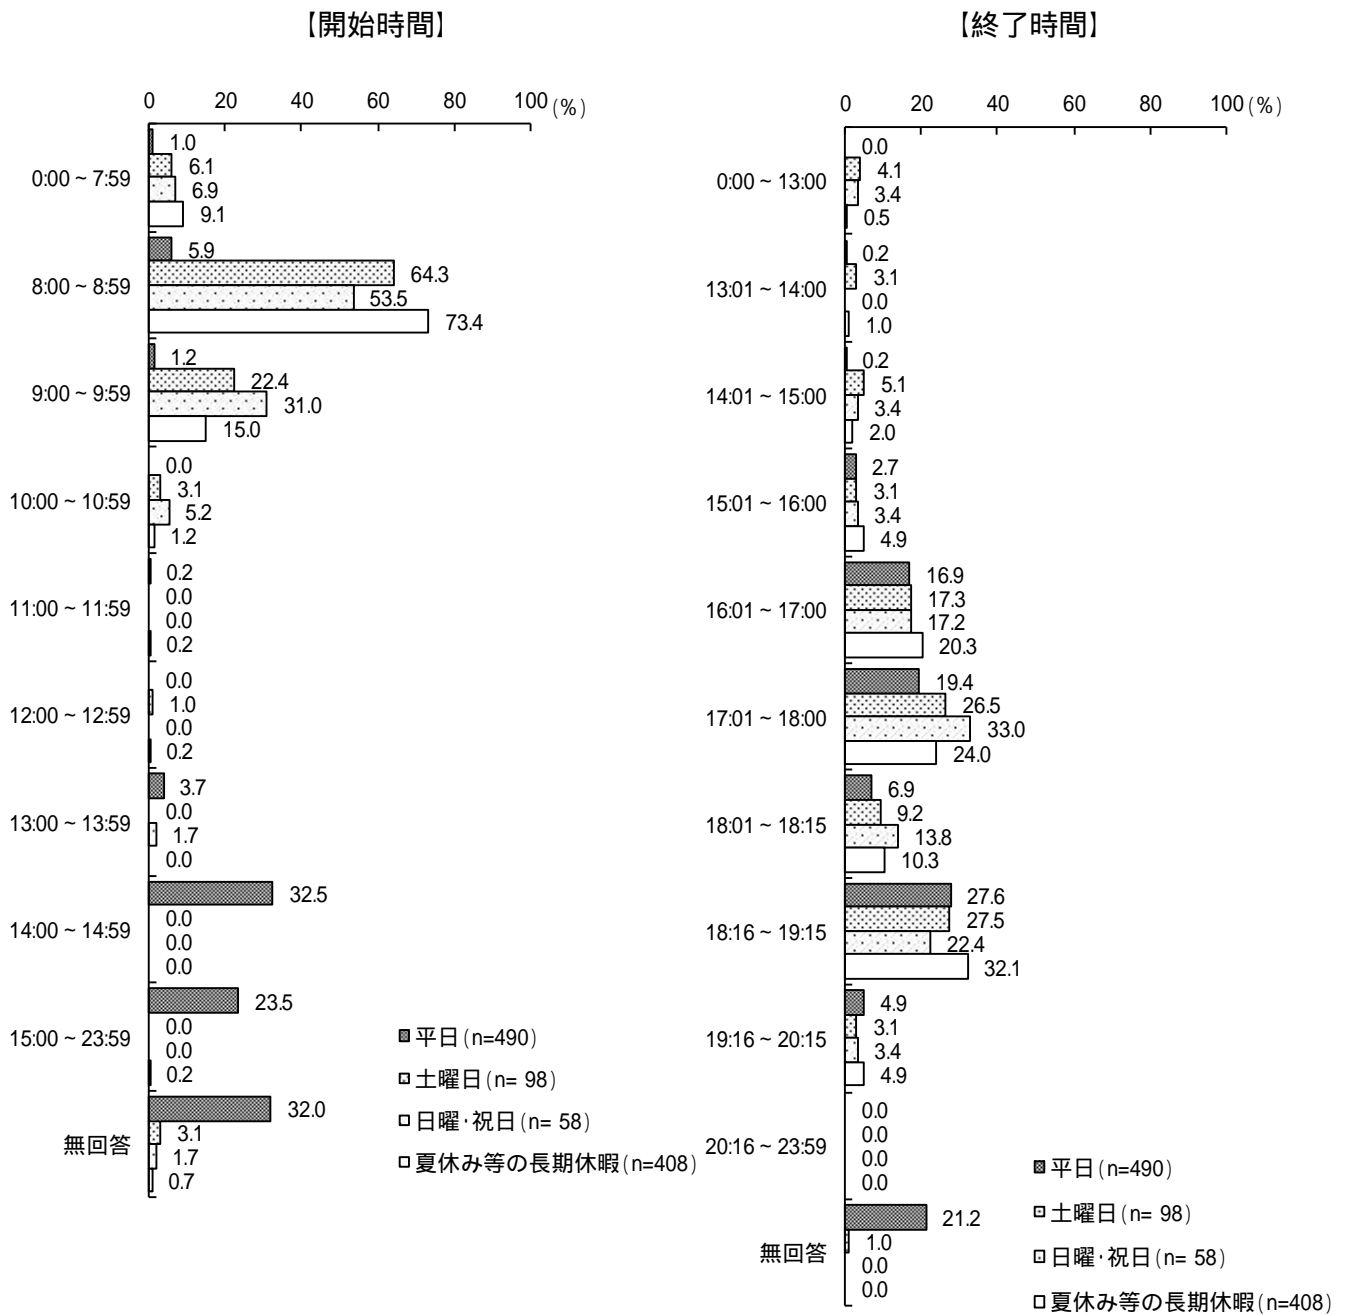 【開始時間】
0 20 40 60 80 100 (%)
0:00 ~ 7:59
1.0
6.1
6.9
9.1
8:00 ~ 8:59
5.9
64.3
53.5
73.4
9:00 ~ 9:59
1.2
22.4
31.0
15.0
10:00 ~ 10:59
0.0
3.1
5.2
1.2
11:00 ~ 11:59
0.2
0.0
0.0
0.2
12:00 ~ 12:59
0.0
1.0
0.0
0.2
13:00 ~ 13:59
3.7
0.0
1.7
0.0
14:00 ~ 14:59
32.5
0.0
0.0
0.0
15:00 ~ 23:59
23.5
0.0
0.0
0.2
無回答
32.0
3.1
1.7
0.7
平日(n=490)
土曜日(n= 98)
日曜・祝日(n= 58)
夏休み等の長期休暇(n=408)
【終了時間】
0 20 40 60 80 100 (%)
0:00 ~ 13:00
0.0
4.1
3.4
0.5
13:01 ~ 14:00
0.2
3.1
0.0
1.0
14:01 ~ 15:00
0.2
5.1
3.4
2.0
15:01 ~ 16:00
2.7
3.1
3.4
4.9
16:01 ~ 17:00
16.9
17.3
17.2
20.3
17:01 ~ 18:00
19.4
26.5
33.0
24.0
18:01 ~ 18:15
6.9
9.2
13.8
10.3
18:16 ~ 19:15
27.6
27.5
22.4
32.1
19:16 ~ 20:15
4.9
3.1
3.4
4.9
20:16 ~ 23:59
0.0
0.0
0.0
0.0
無回答
21.2
1.0
0.0
0.0
平日(n=490)
土曜日(n= 98)
日曜・祝日(n= 58)
夏休み等の長期休暇(n=408)